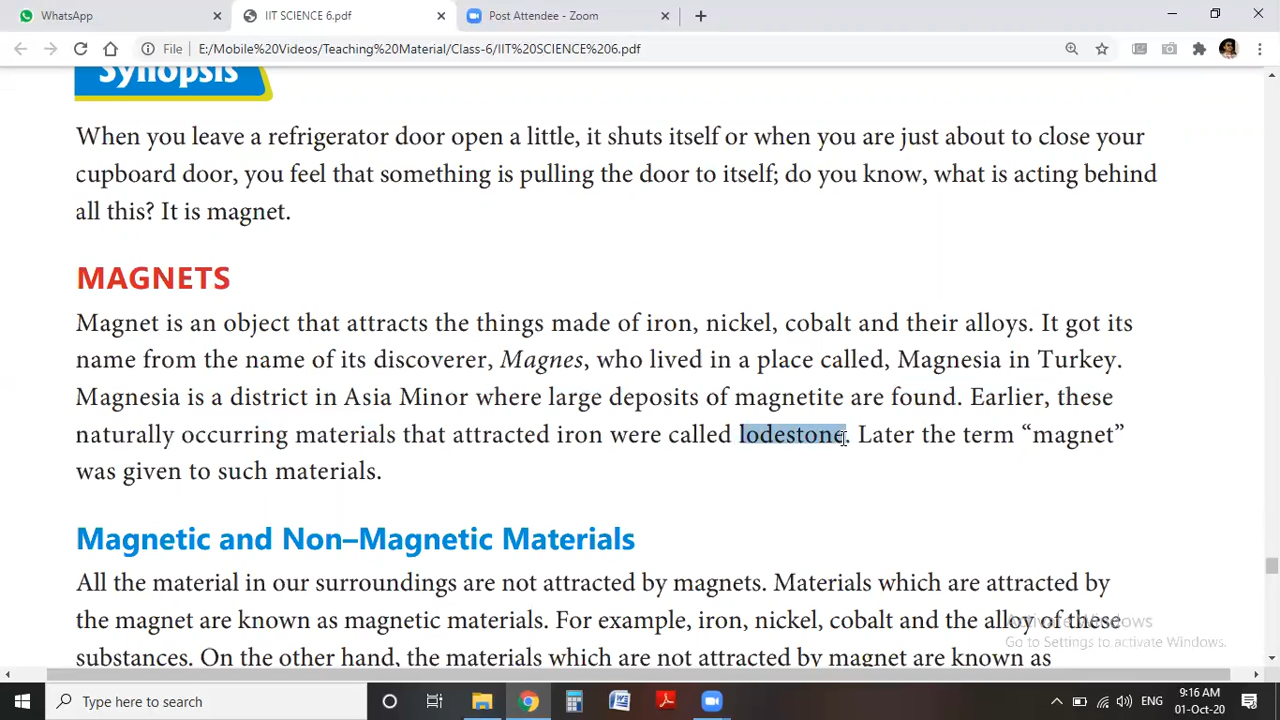 WhatsApp
IIT SCIENCE 6.pdf
Post Attendee - Zoom
File
E:/Mobile%20Videos/Teaching%20Material/Class-6/IIT%20SCIENCE%206.pdf
Synopsis
When you leave a refrigerator door open a little, it shuts itself or when you are just about to close your
cupboard door, you feel that something is pulling the door to itself; do you know, what is acting behind
all this? It is magnet.
MAGNETS
Magnet is an object that attracts the things made of iron, nickel, cobalt and their alloys. It got its
name from the name of its discoverer, Magnes, who lived in a place called, Magnesia in Turkey.
Magnesia is a district in Asia Minor where large deposits of magnetite are found. Earlier, these
naturally occurring materials that attracted iron were called lodestone. Later the term “magnet”
was given to such materials.
Magnetic and Non–Magnetic Materials
All the material in our surroundings are not attracted by magnets. Materials which are attracted by
the magnet are known as magnetic materials. For example, iron, nickel, cobalt and the alloy of these
substances. On the other hand, the materials which are not attracted by magnet are known as
Activate Windows
Go to Settings to activate Windows.
Type here to search
ENG
9:16 AM
01-Oct-20